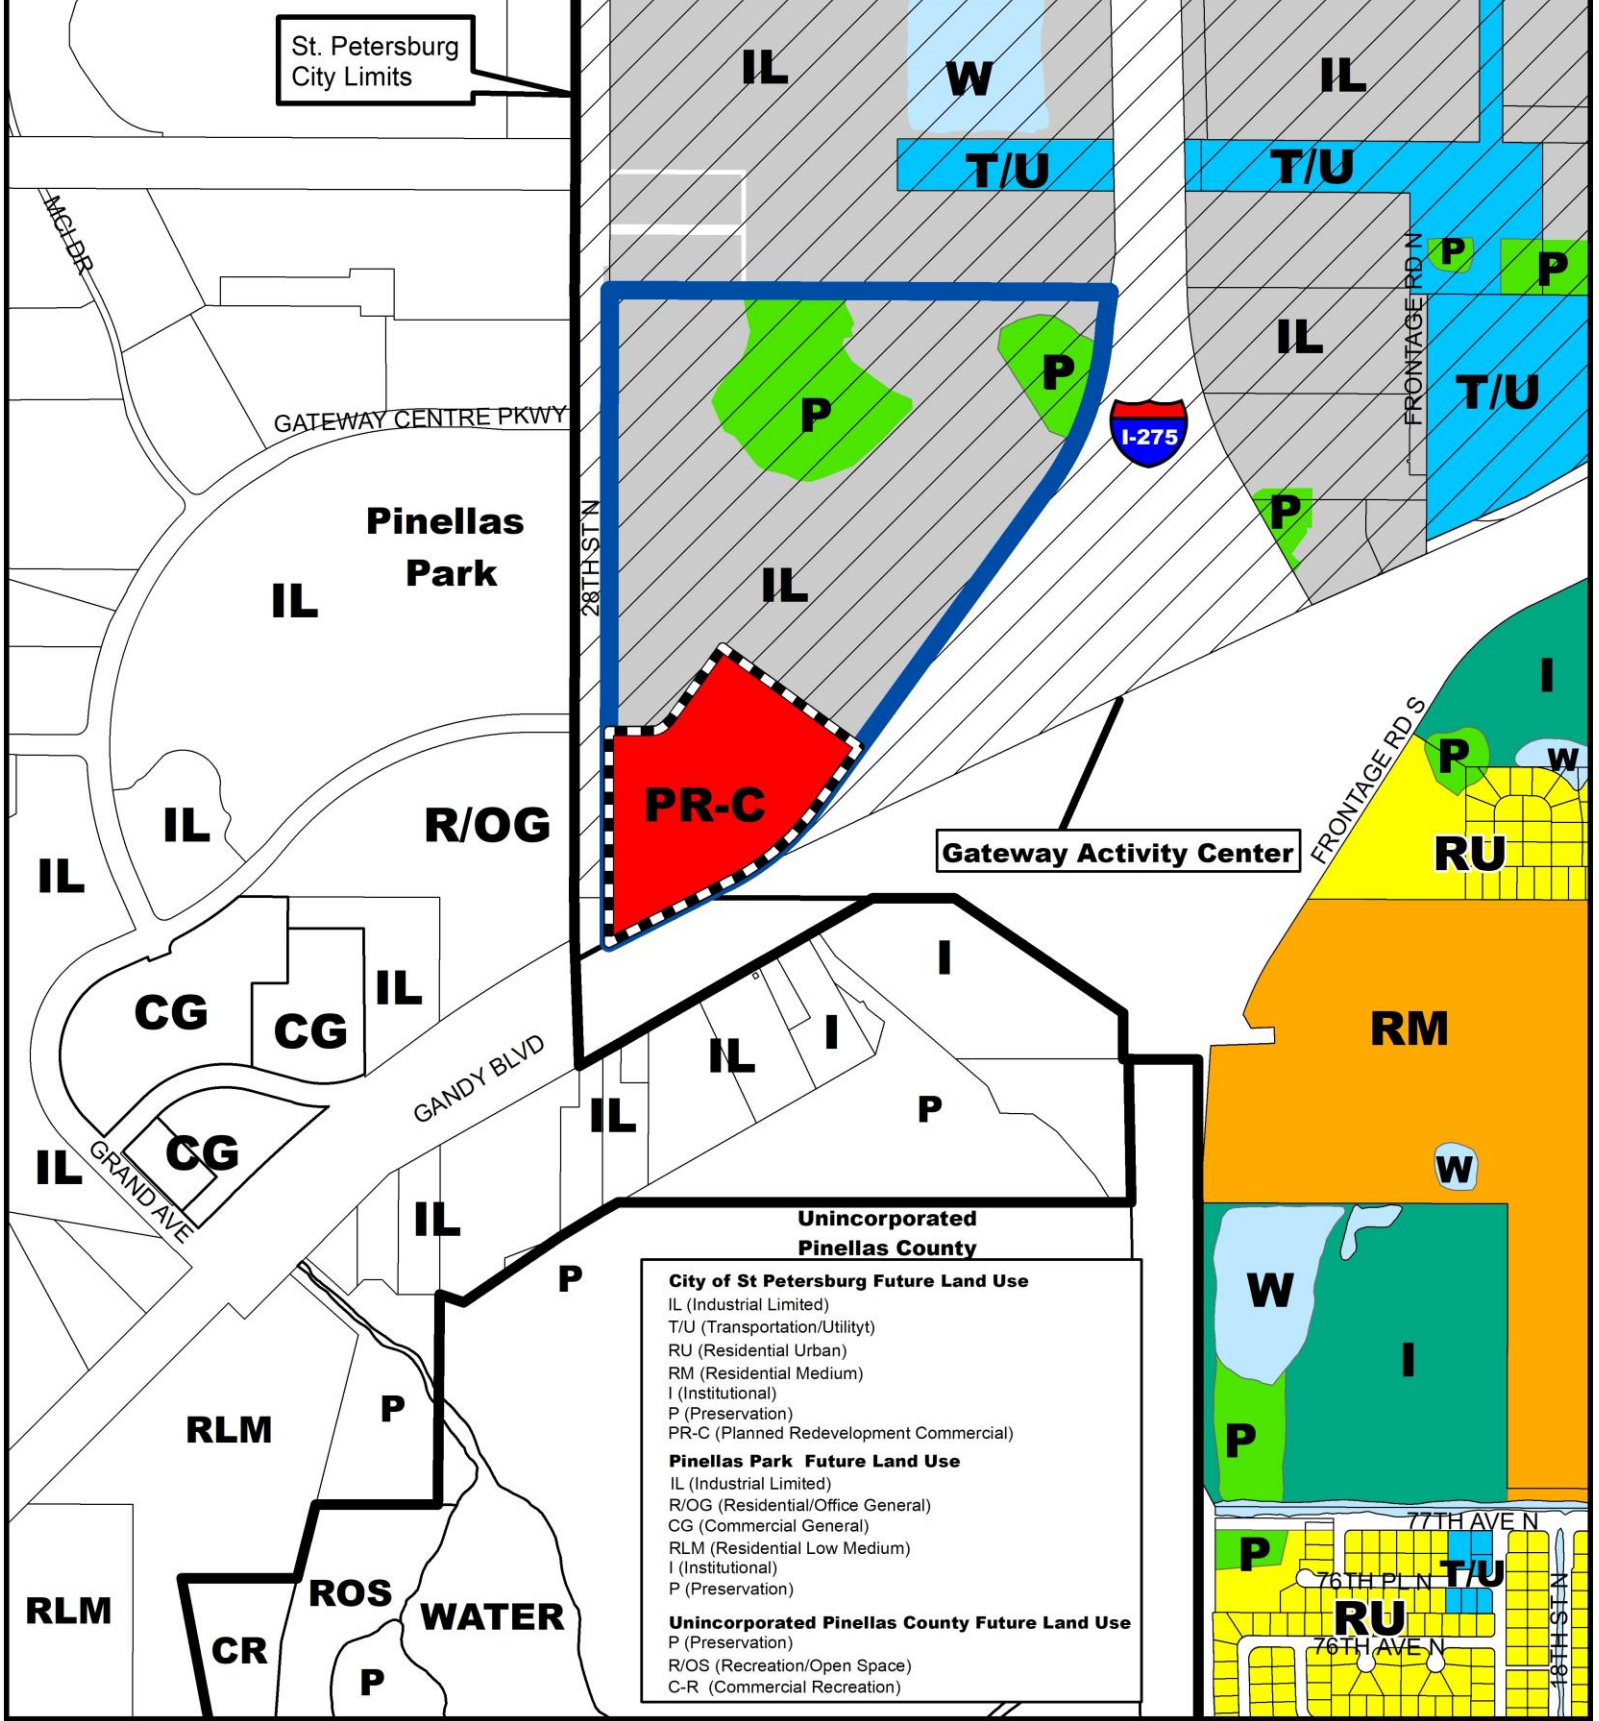 St. Petersburg
City Limits
IL
W
IL
T/U
T/U
MCI DR
FRONTAGE RD N
P
P
IL
P
P
T/U
GATEWAY CENTRE PKWY
I-275
Pinellas
Park
28TH ST N
P
IL
IL
I
FRONTAGE RD S
P
W
PR-C
IL
R/OG
IL
Gateway Activity Center
RU
I
IL
CG
CG
RM
I
IL
GANDY BLVD
P
IL
CG
IL
GRAND AVE
W
IL
Unincorporated
Pinellas County
P
W
City of St Petersburg Future Land Use
IL (Industrial Limited)
T/U (Transportation/Utilityt)
RU (Residential Urban)
RM (Residential Medium)
I (Institutional)
P (Preservation)
PR-C (Planned Redevelopment Commercial)
Pinellas Park Future Land Use
IL (Industrial Limited)
R/OG (Residential/Office General)
CG (Commercial General)
RLM (Residential Low Medium)
I (Institutional)
P (Preservation)
Unincorporated Pinellas County Future Land Use
P (Preservation)
R/OS (Recreation/Open Space)
C-R (Commercial Recreation)
I
P
RLM
P
77TH AVE N
P
T/U
76TH PL N
ROS
RLM
WATER
RU
18TH ST N
CR
76TH AVE N
P